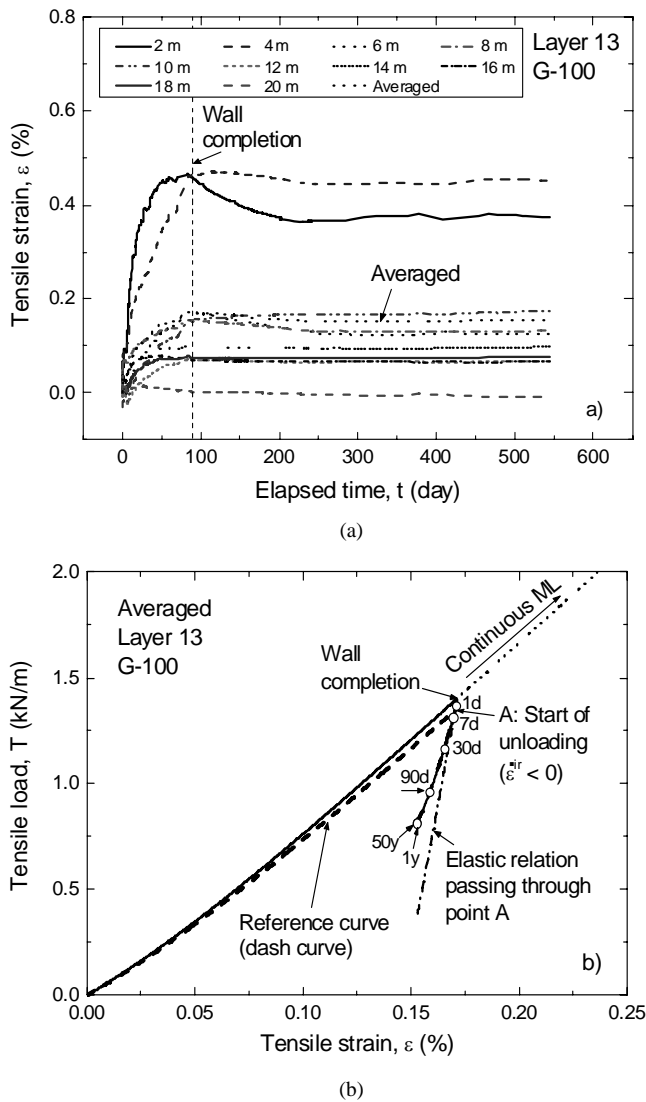 0.8
0.6
0.4
0.2
0.0
Tensile strain, ε (%)
2 m 4 m 6 m 8 m
10 m 12 m 14 m 16 m
18 m 20 m Averaged
Layer 13
G-100
Wall
completion
Averaged
a)
0 100 200 300 400 500 600
Elapsed time, t (day)
(a)
2.0
1.5
1.0
0.5
0.0
Tensile load, T (kN/m)
Averaged
Layer 13
G-100
Continuous ML
Wall
completion
1d
7d
A: Start of
unloading
(ε̇ir < 0)
30d
90d
50y
1y
Elastic relation
passing through
point A
Reference curve
(dash curve)
b)
0.00 0.05 0.10 0.15 0.20 0.25
Tensile strain, ε (%)
(b)